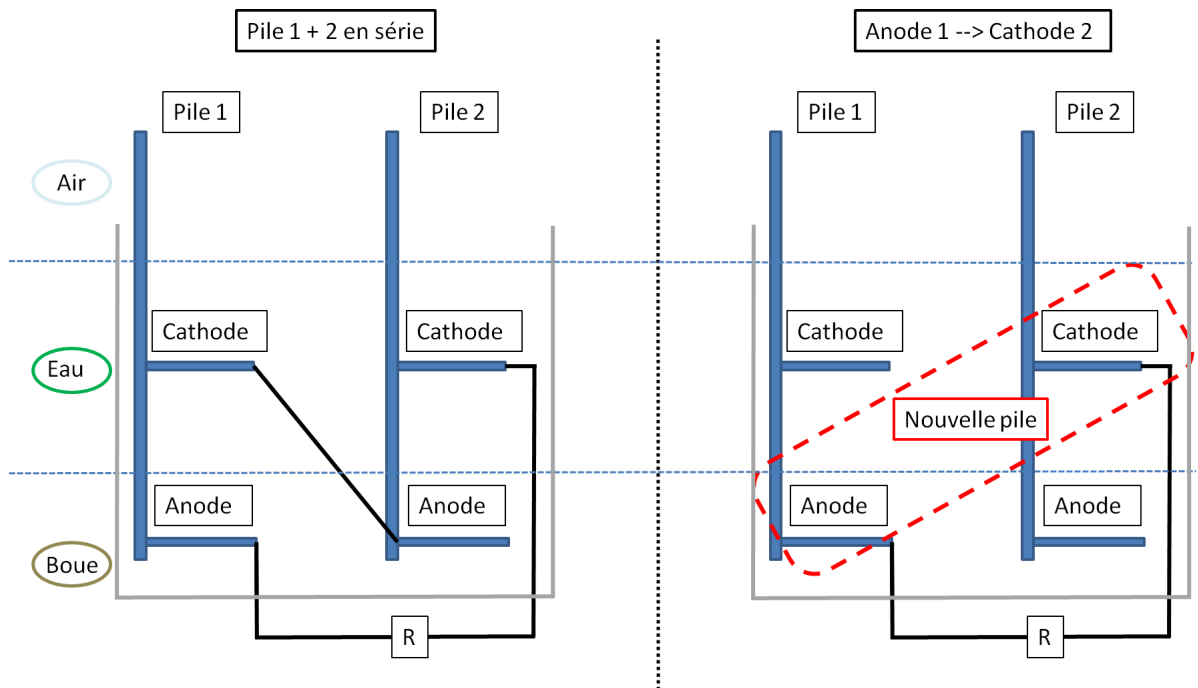 Pile 1 + 2 en série
Anode 1 --> Cathode 2
Pile 1
Pile 2
Pile 1
Pile 2
Air
Cathode
Cathode
Cathode
Cathode
Eau
Nouvelle pile
Anode
Anode
Anode
Anode
Boue
R
R